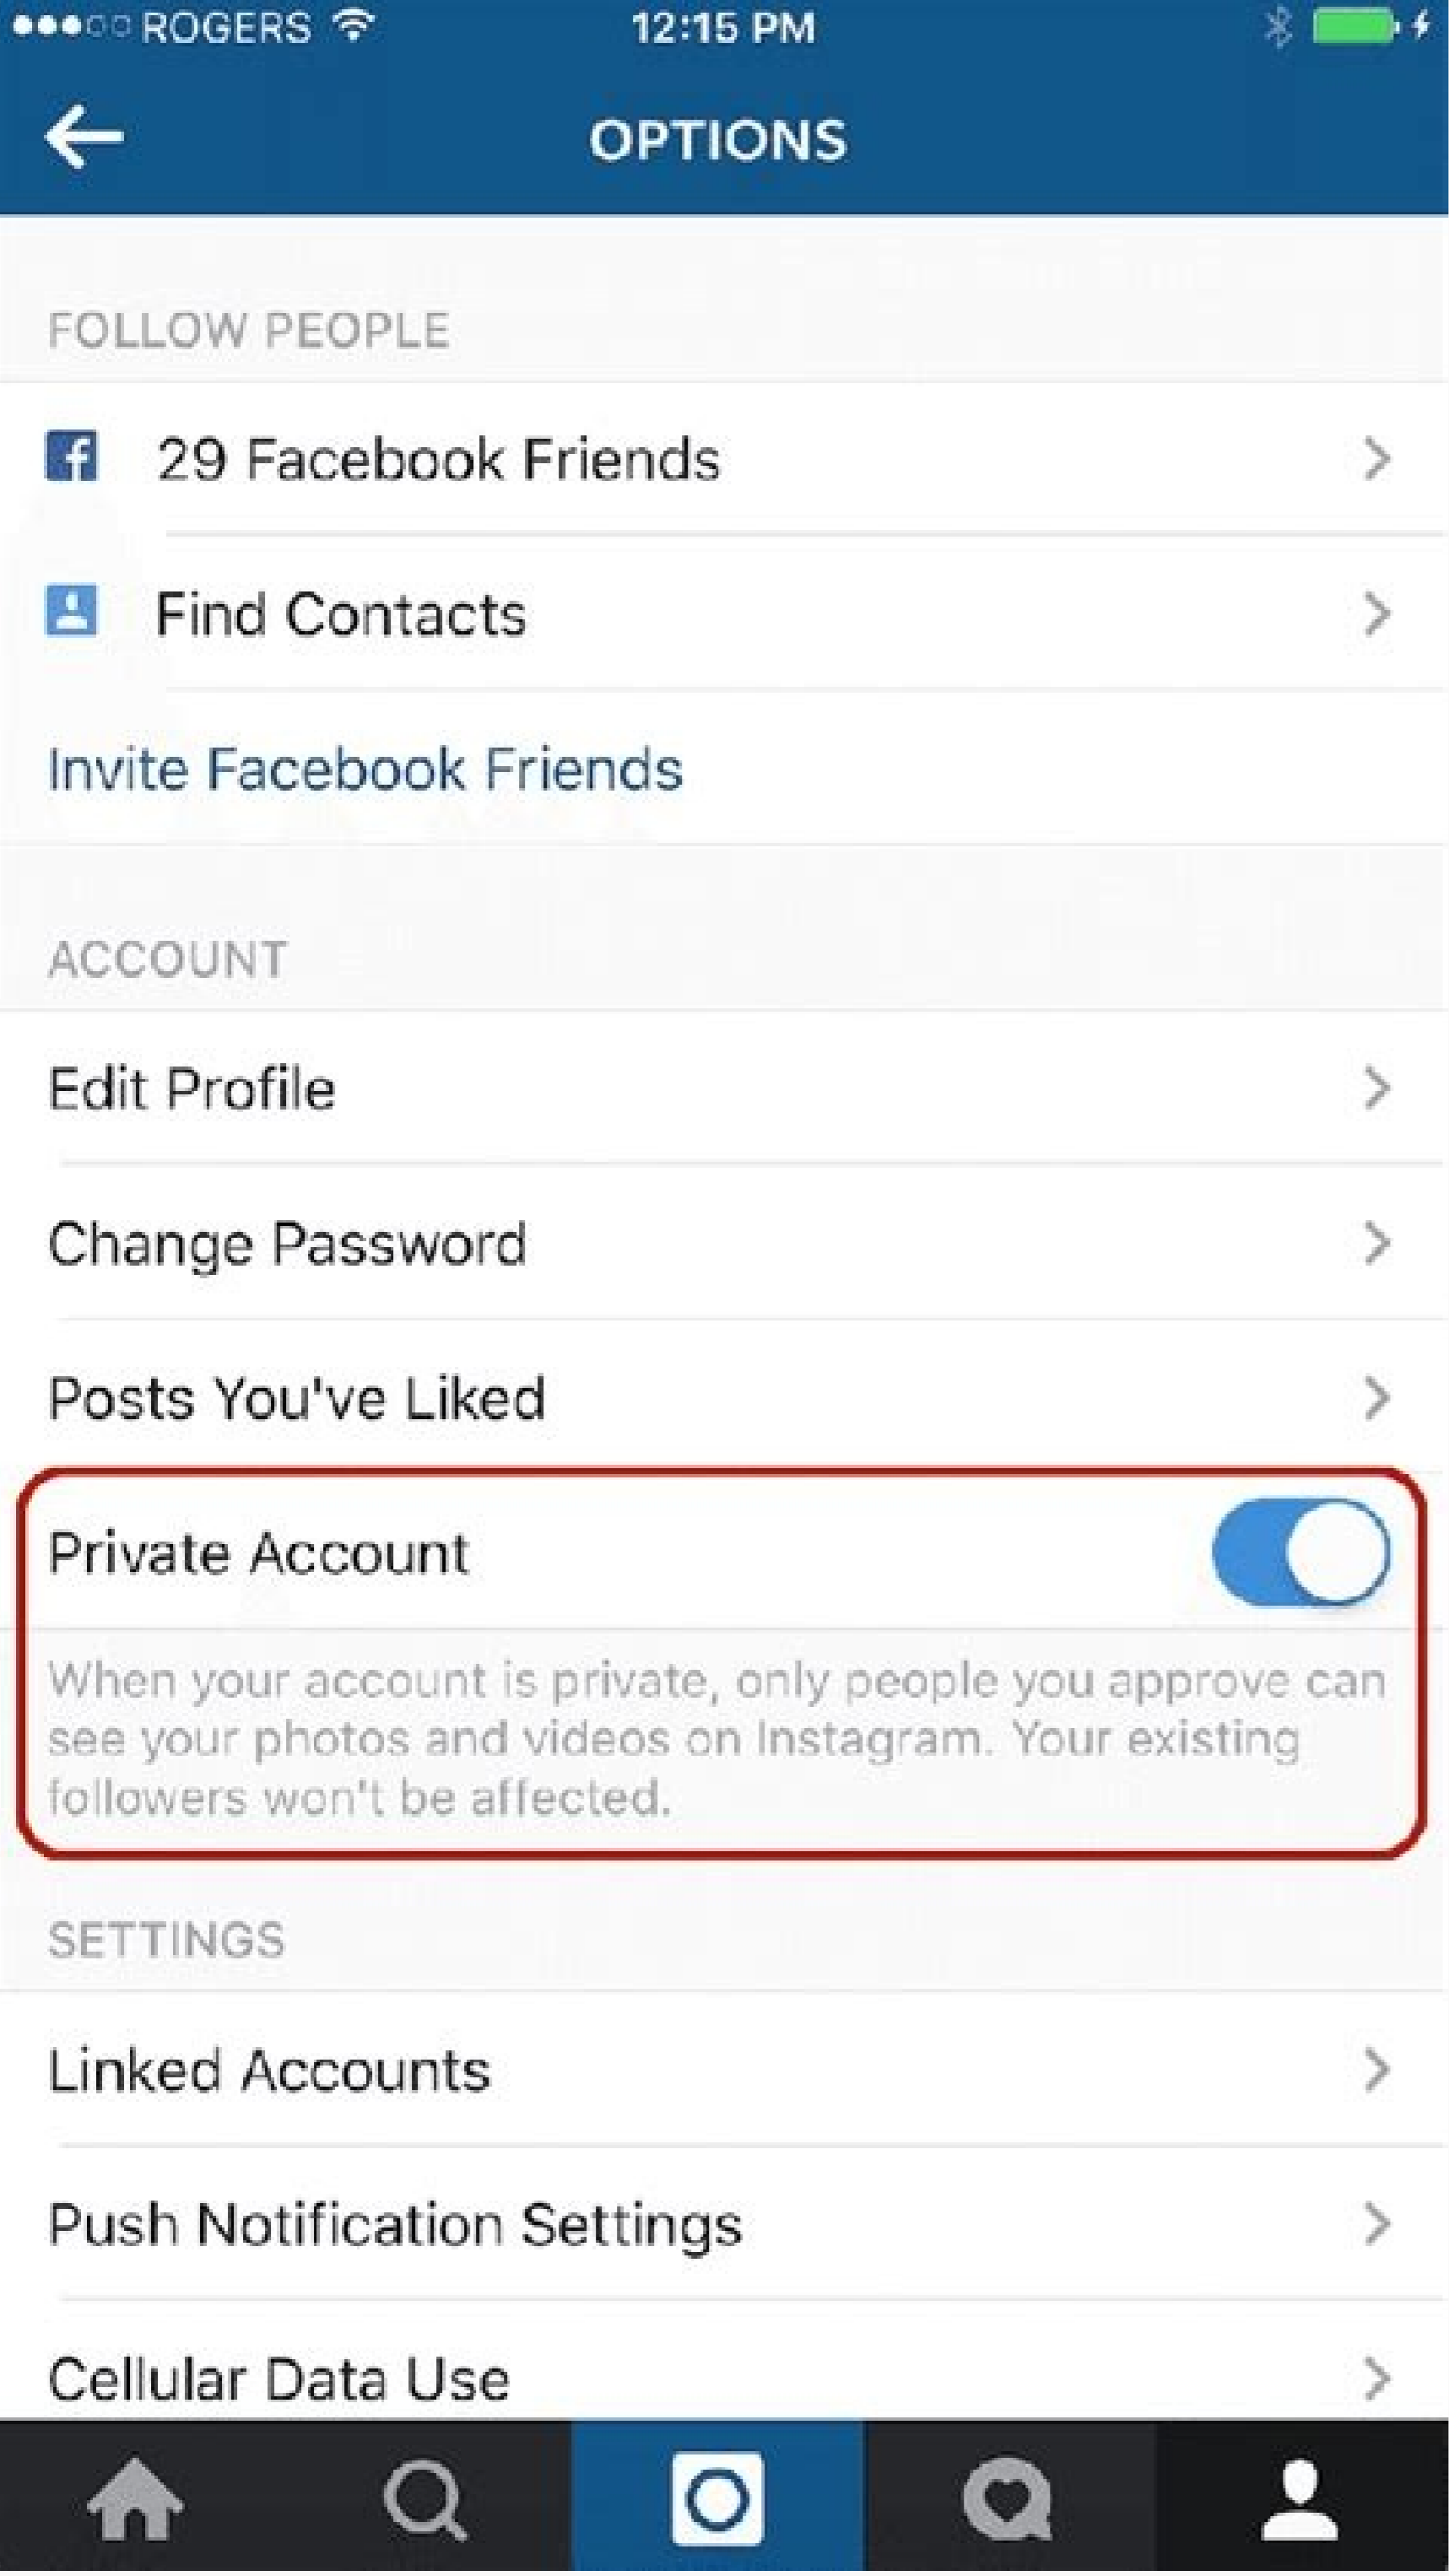 ROGERS 12:15 PM
OPTIONS
FOLLOW PEOPLE
29 Facebook Friends
Find Contacts
Invite Facebook Friends
ACCOUNT
Edit Profile
Change Password
Posts You've Liked
Private Account
When your account is private, only people you approve can
see your photos and videos on Instagram. Your existing
followers won't be affected.
SETTINGS
Linked Accounts
Push Notification Settings
Cellular Data Use